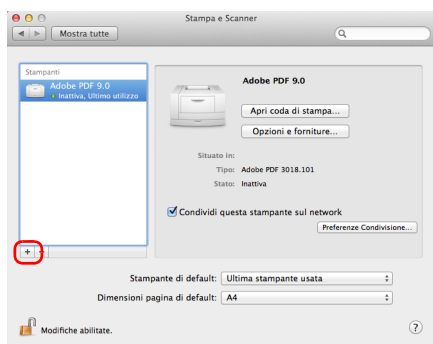 Stampa e Scanner
Mostra tutte
Stampanti
Adobe PDF 9.0
Inattiva, Ultimo utilizzo
Adobe PDF 9.0
Apri coda di stampa...
Opzioni e forniture...
Situato in:
Tipo: Adobe PDF 3018.101
Stato: Inattiva
Condividi questa stampante sul network
Preferenze Condivisione...
+ −
Stampante di default: Ultima stampante usata
Dimensioni pagina di default: A4
Modifiche abilitate.
?